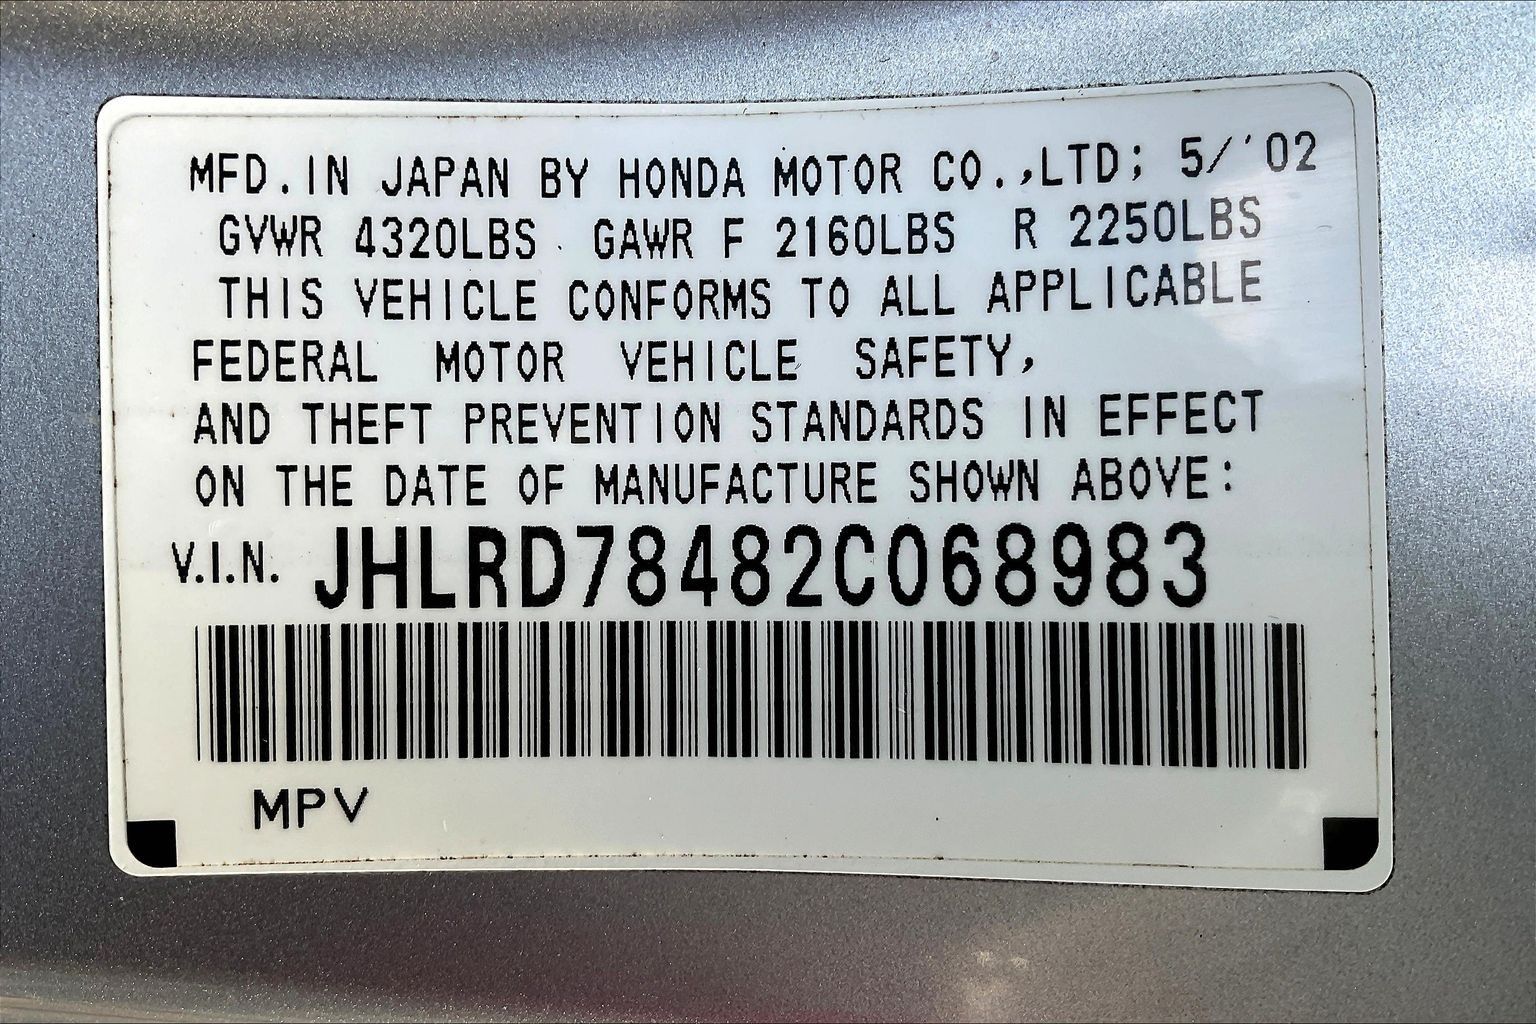 MFD.IN JAPAN BY HONDA MOTOR CO.,LTD; 5/'02
GVWR 4320LBS GAWR F 2160LBS R 2250LBS
THIS VEHICLE CONFORMS TO ALL APPLICABLE
FEDERAL MOTOR VEHICLE SAFETY,
AND THEFT PREVENTION STANDARDS IN EFFECT
ON THE DATE OF MANUFACTURE SHOWN ABOVE:
V.I.N. JHLRD78482C068983
MPV